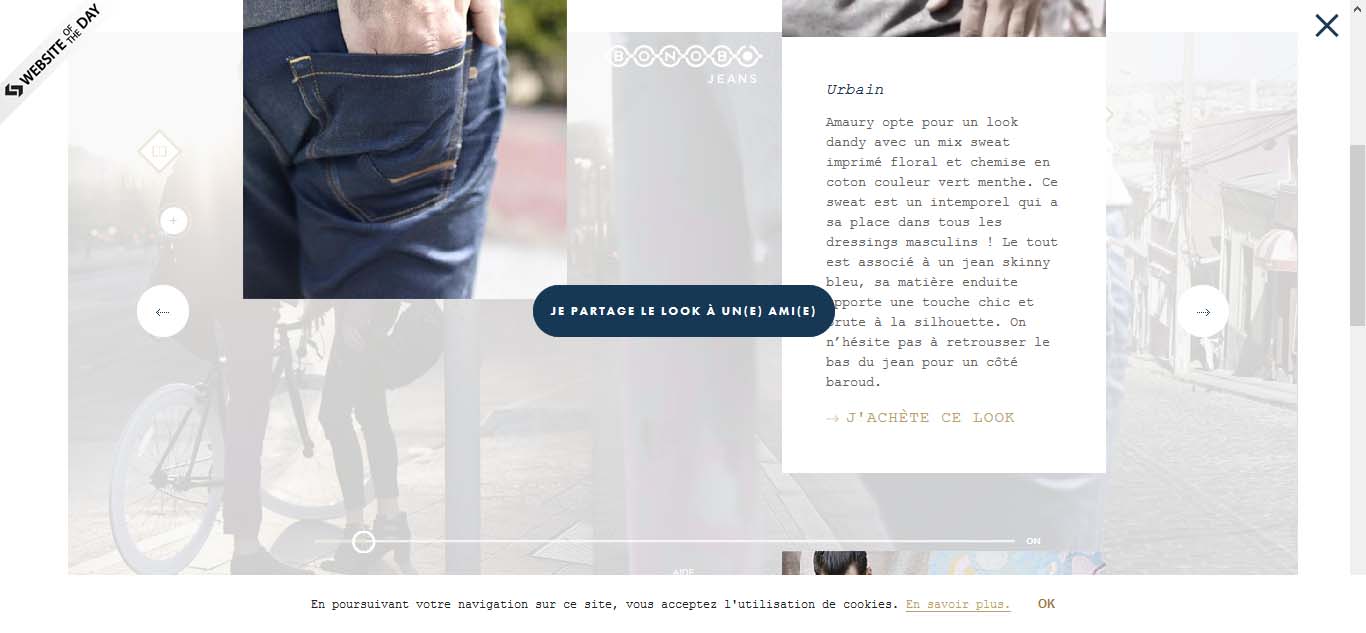 WEBSITE OF THE DAY
BONOBO
JEANS
Urbain
Amaury opte pour un look
dandy avec un mix sweat
imprimé floral et chemise en
coton couleur vert menthe. Ce
sweat est un intemporel qui a
sa place dans tous les
dressings masculins ! Le tout
est associé à un jean skinny
bleu, sa matière enduite
apporte une touche chic et
brute à la silhouette. On
n’hésite pas à retrousser le
bas du jean pour un côté
baroud.
→ J'ACHÈTE CE LOOK
JE PARTAGE LE LOOK À UN(E) AMI(E)
ON
AIDE
En poursuivant votre navigation sur ce site, vous acceptez l'utilisation de cookies. En savoir plus. OK